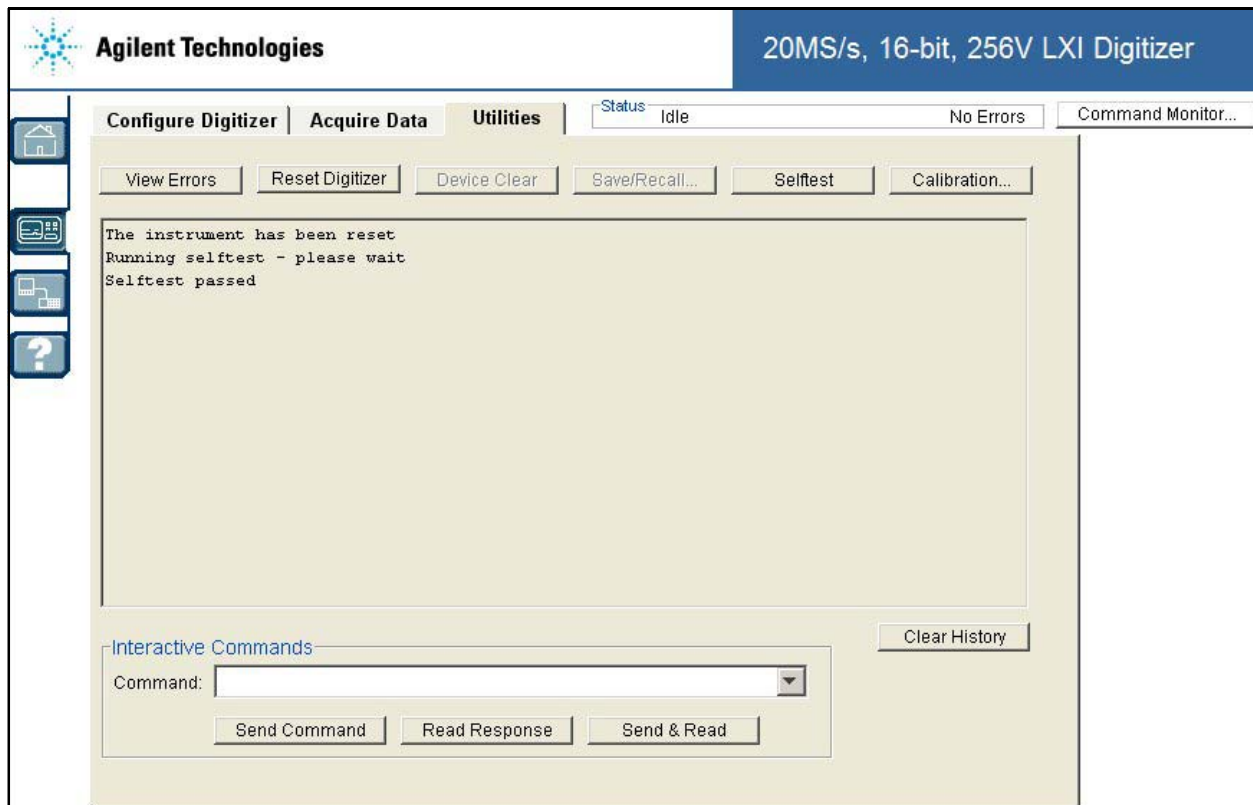 Agilent Technologies
20MS/s, 16-bit, 256V LXI Digitizer
Configure Digitizer
Acquire Data
Utilities
Status
Idle
No Errors
Command Monitor...
View Errors
Reset Digitizer
Device Clear
Save/Recall...
Selftest
Calibration...
The instrument has been reset
Running selftest - please wait
Selftest passed
Clear History
Interactive Commands
Command:
Send Command
Read Response
Send & Read
?